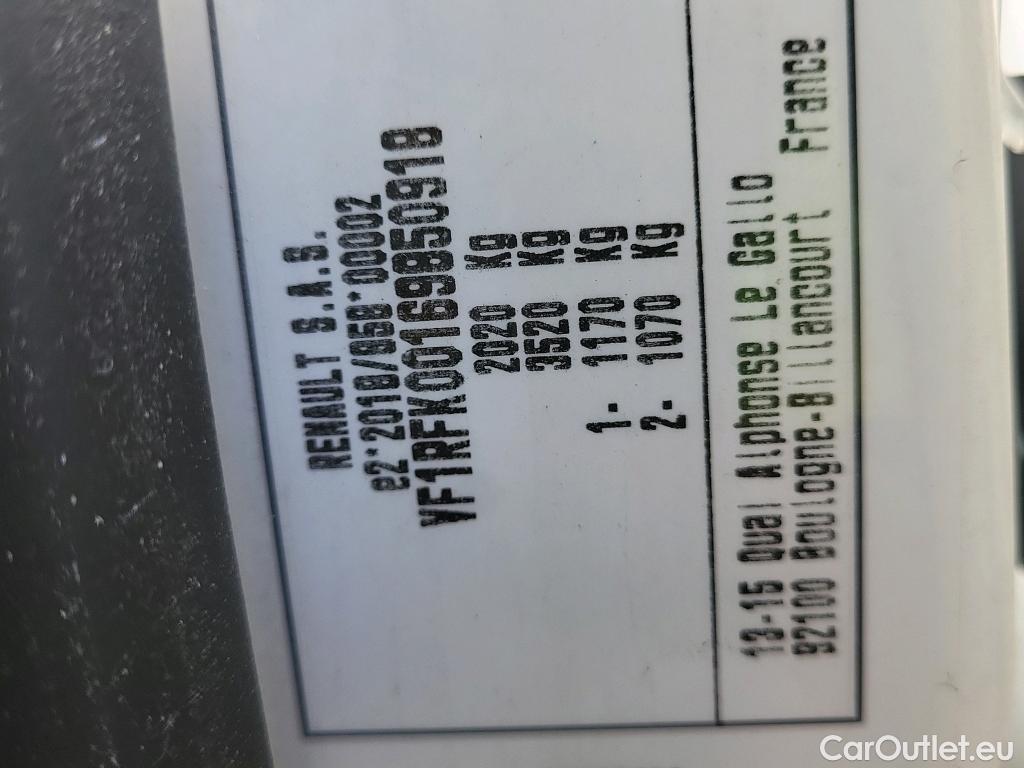 RENAULT S.A.S.
e2*2018/858*00002
VF1RFK00169850918
2020 Kg
3520 Kg
1. 1170 Kg
2. 1070 Kg
13-15 Quai Alphonse Le Gallo
92100 Boulogne-Billancourt France
CarOutlet.eu